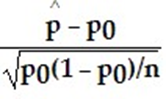 p̂ − p0
√p0(1 − p0)/n